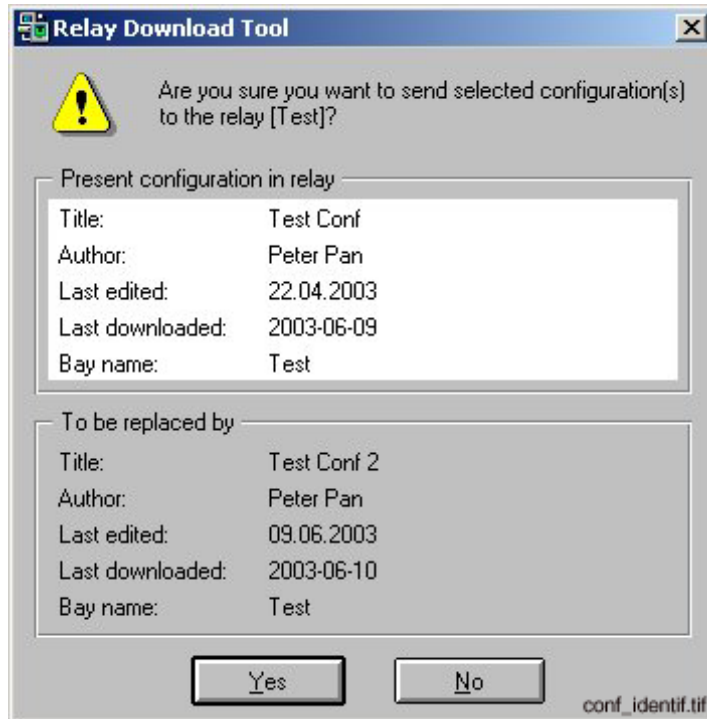 Relay Download Tool
Are you sure you want to send selected configuration(s)
to the relay [Test]?
Present configuration in relay
Title: Test Conf
Author: Peter Pan
Last edited: 22.04.2003
Last downloaded: 2003-06-09
Bay name: Test
To be replaced by
Title: Test Conf 2
Author: Peter Pan
Last edited: 09.06.2003
Last downloaded: 2003-06-10
Bay name: Test
Yes No
conf_identif.tif